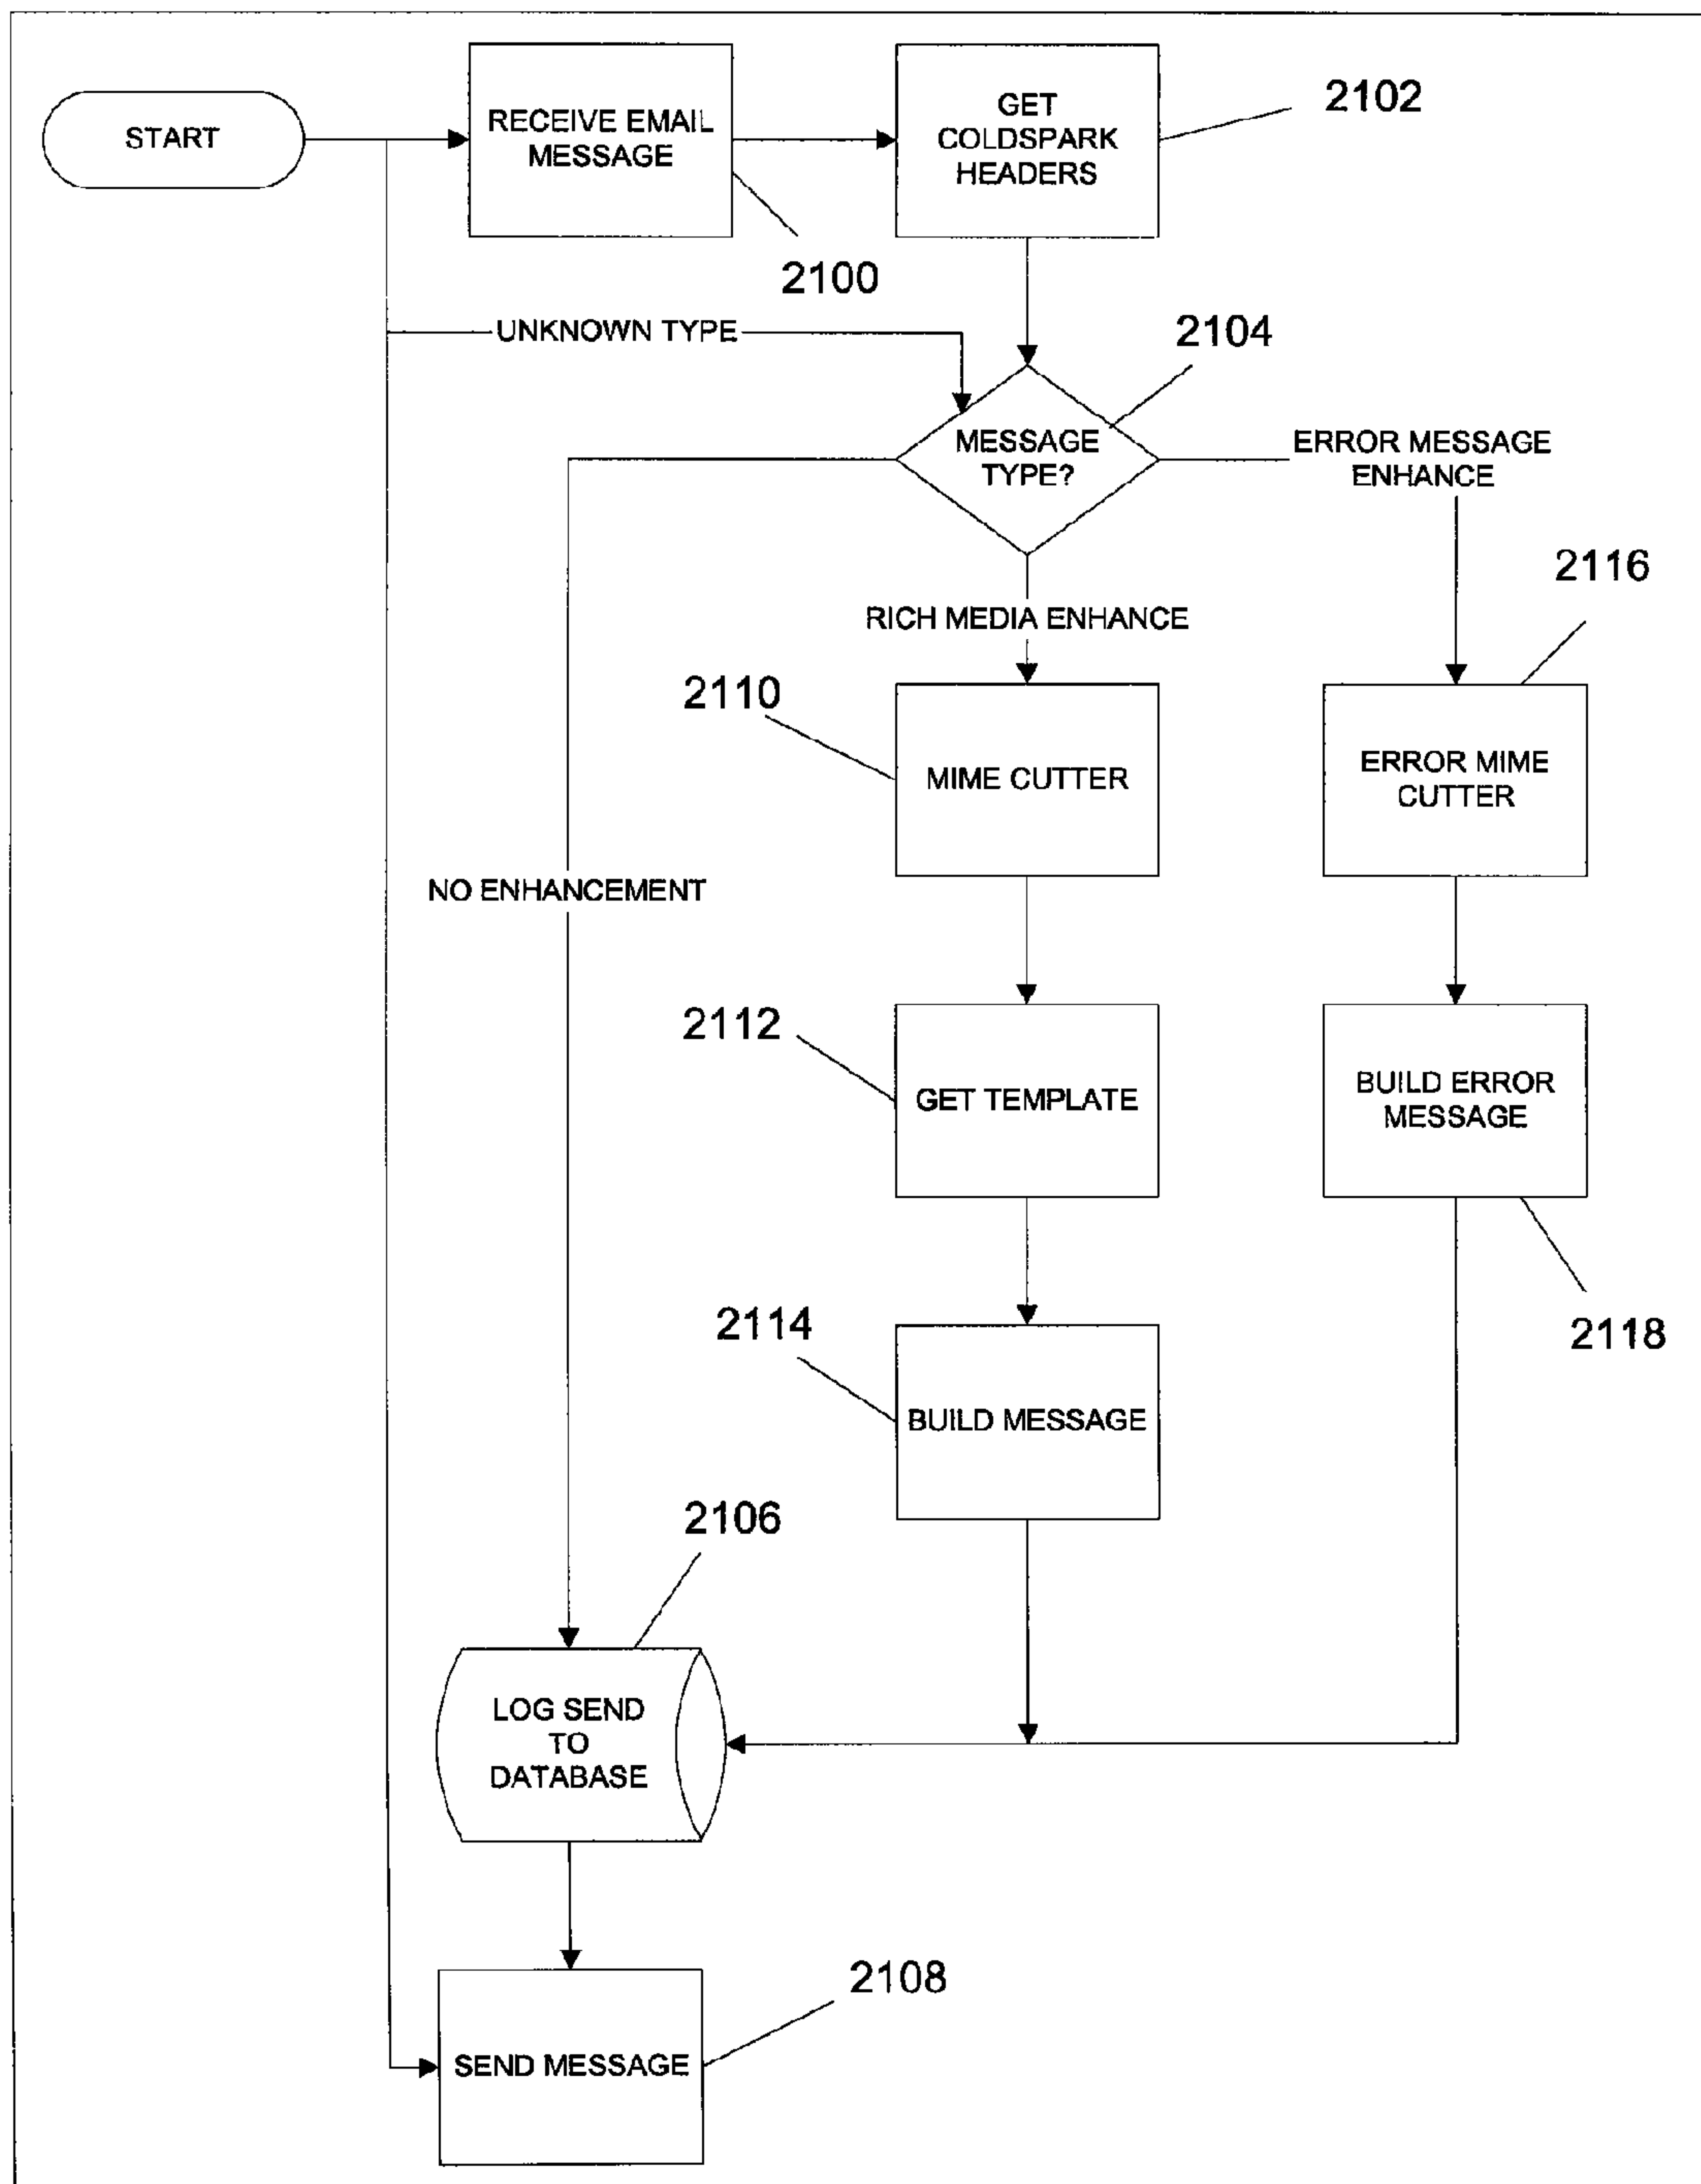 START
RECEIVE EMAIL
MESSAGE
GET
COLDSPARK
HEADERS
2102
2100
UNKNOWN TYPE
2104
MESSAGE
TYPE?
ERROR MESSAGE
ENHANCE
2116
RICH MEDIA ENHANCE
2110
MIME CUTTER
ERROR MIME
CUTTER
NO ENHANCEMENT
2112
GET TEMPLATE
BUILD ERROR
MESSAGE
2114
2118
BUILD MESSAGE
2106
LOG SEND
TO
DATABASE
2108
SEND MESSAGE